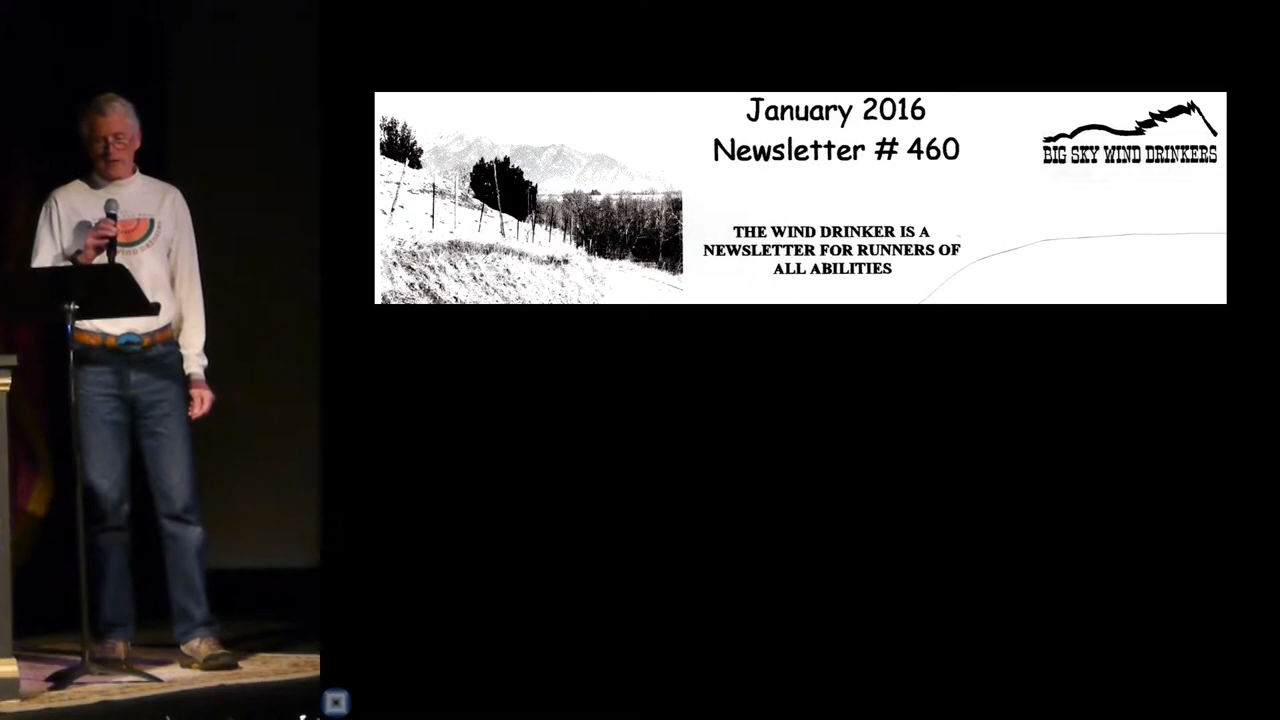 January 2016
Newsletter # 460
BIG SKY WIND DRINKERS
THE WIND DRINKER IS A
NEWSLETTER FOR RUNNERS OF
ALL ABILITIES